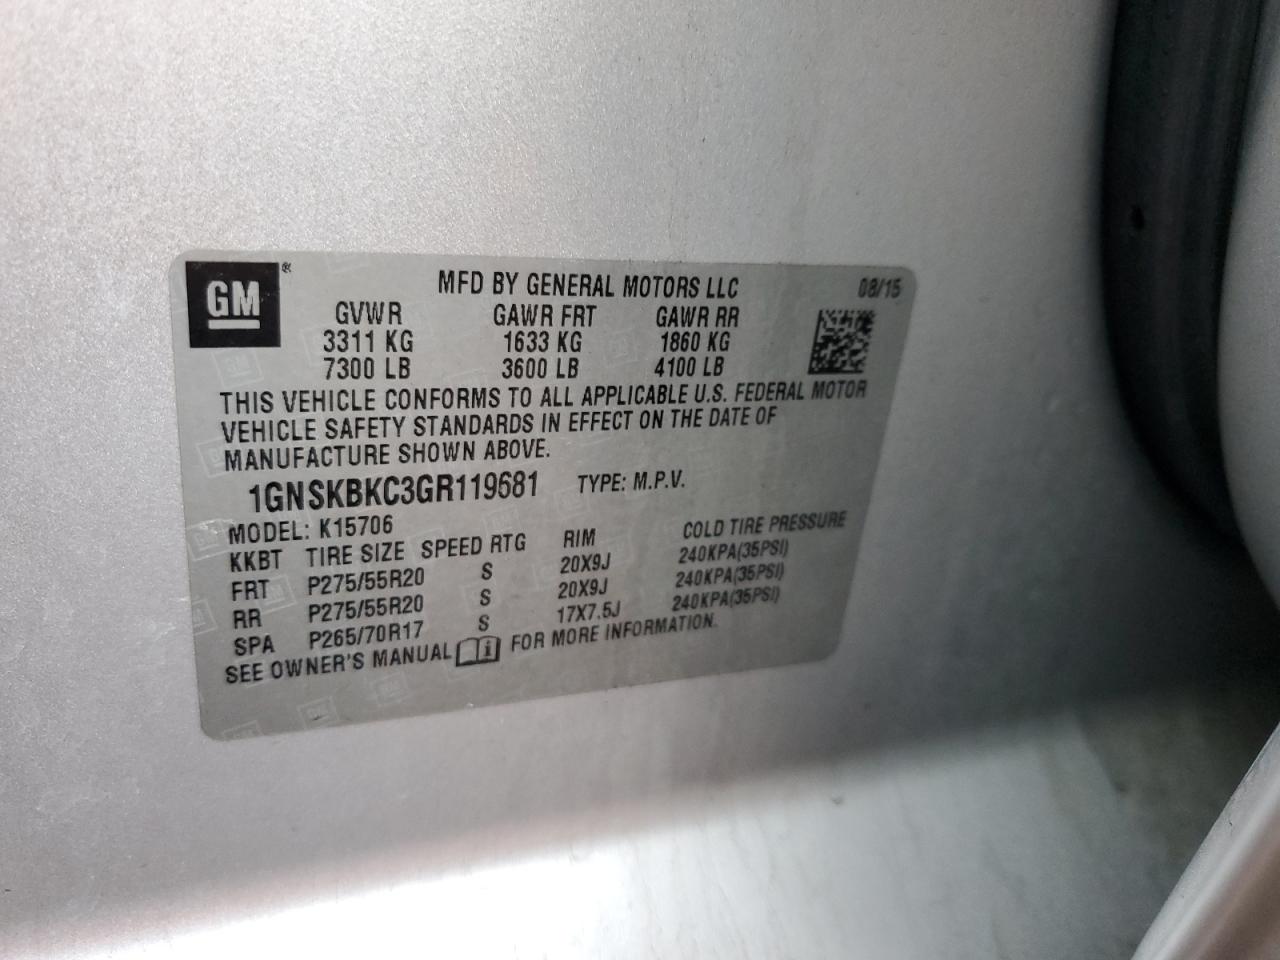 GM ®
MFD BY GENERAL MOTORS LLC 08/15
GVWR GAWR FRT GAWR RR
3311 KG 1633 KG 1860 KG
7300 LB 3600 LB 4100 LB
THIS VEHICLE CONFORMS TO ALL APPLICABLE U.S. FEDERAL MOTOR
VEHICLE SAFETY STANDARDS IN EFFECT ON THE DATE OF
MANUFACTURE SHOWN ABOVE.
1GNSKBKC3GR119681 TYPE: M.P.V.
MODEL: K15706
KKBT TIRE SIZE SPEED RTG RIM COLD TIRE PRESSURE
FRT P275/55R20 S 20X9J 240KPA(35PSI)
RR P275/55R20 S 20X9J 240KPA(35PSI)
SPA P265/70R17 S 17X7.5J 240KPA(35PSI)
SEE OWNER'S MANUAL FOR MORE INFORMATION.